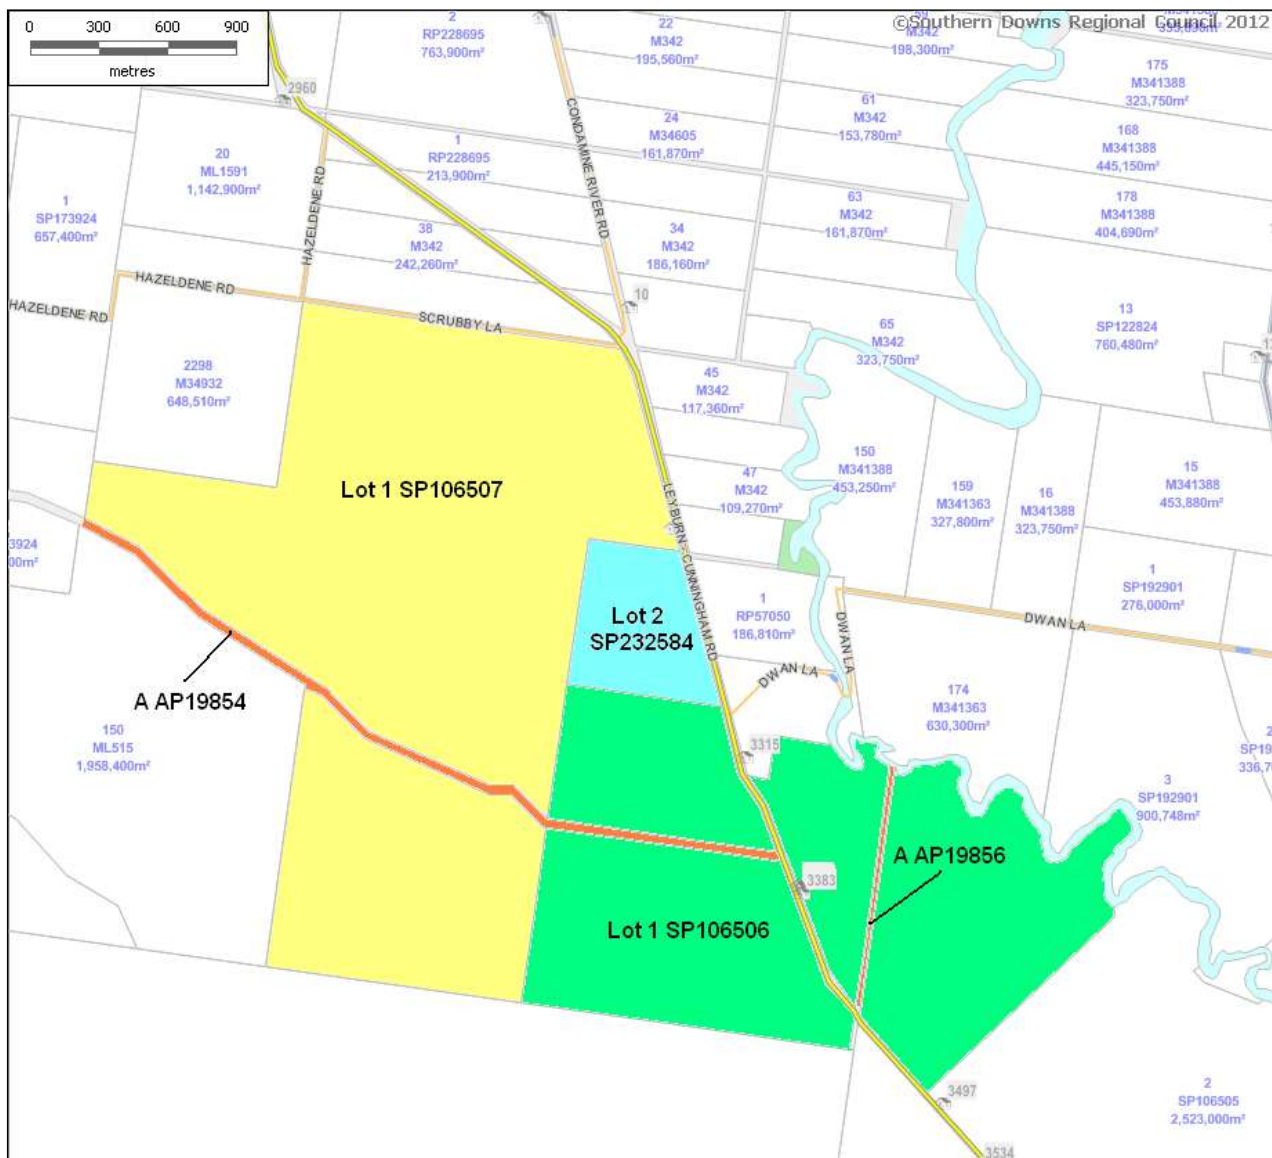 0 300 600 900
metres
©Southern Downs Regional Council 2012
2
RP228695
763,900m²
22
M342
195,560m²
M342
198,300m²
175
M341388
323,750m²
2960
CONDAMINE RIVER RD
24
M34605
161,870m²
61
M342
153,780m²
168
M341388
445,150m²
20
ML1591
1,142,900m²
1
RP228695
213,900m²
1
SP173924
657,400m²
HAZELDENE RD
38
M342
242,260m²
34
M342
186,160m²
63
M342
161,870m²
178
M341388
404,690m²
HAZELDENE RD
HAZELDENE RD
SCRUBBY LA
10
65
M342
323,750m²
13
SP122824
760,480m²
2298
M34932
648,510m²
45
M342
117,360m²
Lot 1 SP106507
47
M342
109,270m²
150
M341388
453,250m²
159
M341363
327,800m²
16
M341388
323,750m²
15
M341388
453,880m²
LEYBURN - CUNNINGHAM RD
3924
00m²
1
SP192901
276,000m²
Lot 2
SP232584
1
RP57050
186,810m²
DWAN LA
DWAN LA
DWAN LA
A AP19854
174
M341363
630,300m²
150
ML515
1,958,400m²
3315
2
SP19
336,7
3
SP192901
900,748m²
A AP19856
3383
Lot 1 SP106506
3497
2
SP106505
2,523,000m²
3534